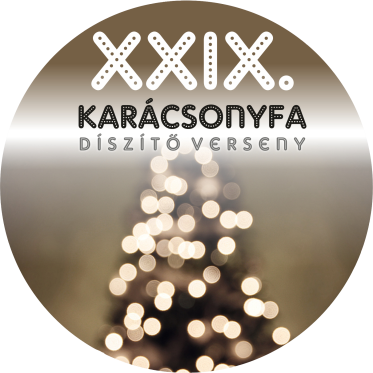 XXIX.
KARÁCSONYFA
DÍSZÍTŐ VERSENY